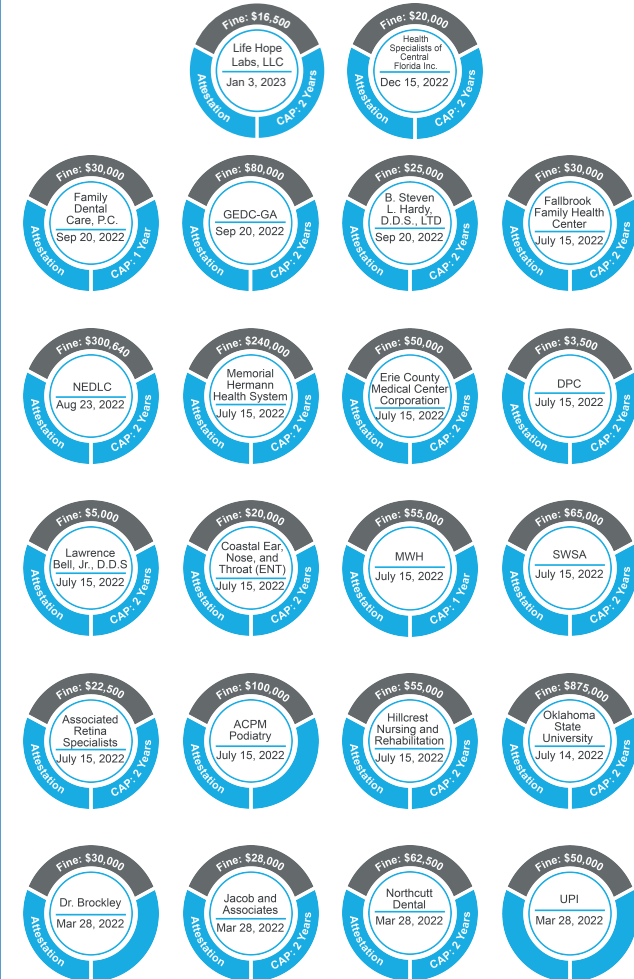 Fine: $16,500
Life Hope
Labs, LLC
Jan 3, 2023
Attestation
CAP: 2 Years
Fine: $20,000
Health
Specialists of
Central
Florida Inc.
Dec 15, 2022
Attestation
CAP: 2 Years
Fine: $30,000
Family
Dental
Care, P.C.
Sep 20, 2022
Attestation
CAP: 1 Year
Fine: $80,000
GEDC-GA
Sep 20, 2022
Attestation
CAP: 2 Years
Fine: $25,000
B. Steven
L. Hardy,
D.D.S., LTD
Sep 20, 2022
Attestation
CAP: 2 Years
Fine: $30,000
Fallbrook
Family Health
Center
July 15, 2022
Attestation
CAP: 2 Years
Fine: $300,640
NEDLC
Aug 23, 2022
Attestation
CAP: 2 Years
Fine: $240,000
Memorial
Hermann
Health System
July 15, 2022
Attestation
CAP: 2 Years
Fine: $50,000
Erie County
Medical Center
Corporation
July 15, 2022
Attestation
CAP: 2 Years
Fine: $3,500
DPC
July 15, 2022
Attestation
CAP: 2 Years
Fine: $5,000
Lawrence
Bell, Jr., D.D.S
July 15, 2022
Attestation
CAP: 2 Years
Fine: $20,000
Coastal Ear,
Nose, and
Throat (ENT)
July 15, 2022
Attestation
CAP: 2 Years
Fine: $55,000
MWH
July 15, 2022
Attestation
CAP: 1 Year
Fine: $65,000
SWSA
July 15, 2022
Attestation
CAP: 2 Years
Fine: $22,500
Associated
Retina
Specialists
July 15, 2022
Attestation
CAP: 2 Years
Fine: $100,000
ACPM
Podiatry
July 15, 2022
Attestation
Fine: $55,000
Hillcrest
Nursing and
Rehabilitation
July 15, 2022
Attestation
CAP: 2 Years
Fine: $875,000
Oklahoma
State
University
July 14, 2022
Attestation
CAP: 2 Years
Fine: $30,000
Dr. Brockley
Mar 28, 2022
Attestation
Fine: $28,000
Jacob and
Associates
Mar 28, 2022
Attestation
CAP: 2 Years
Fine: $62,500
Northcutt
Dental
Mar 28, 2022
Attestation
CAP: 2 Years
Fine: $50,000
UPI
Mar 28, 2022